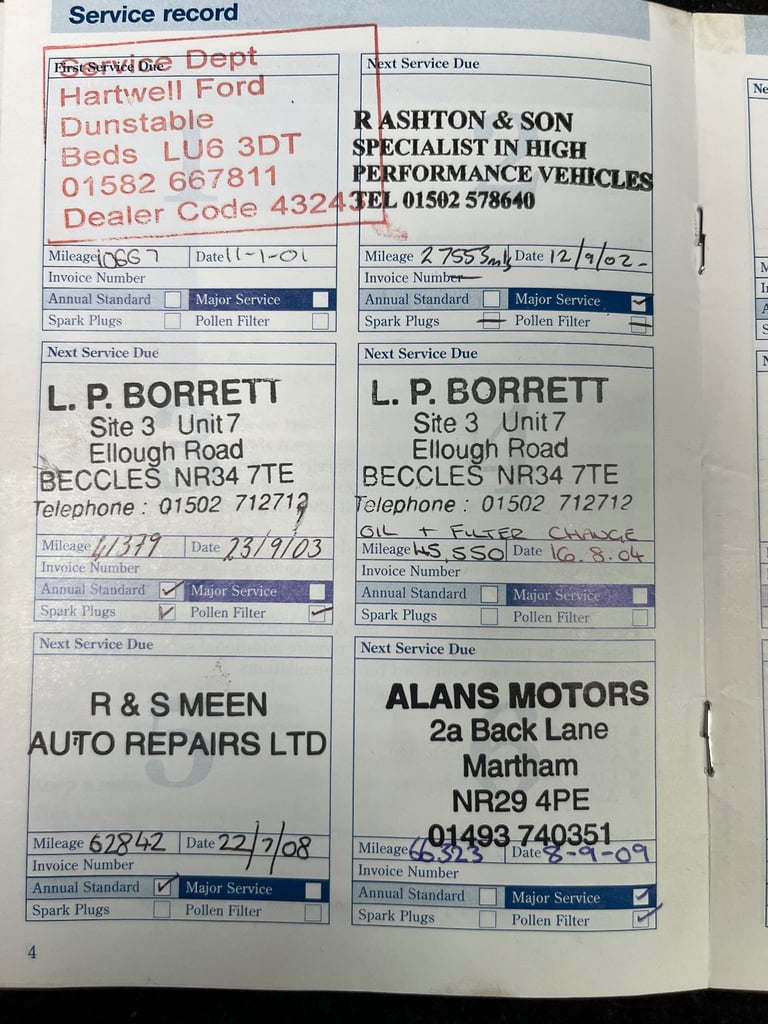 Service record
First Service Due
Service Dept
Hartwell Ford
Dunstable
Beds LU6 3DT
01582 667811
Dealer Code 43243
Mileage 10667 Date 11-1-01
Invoice Number
Annual Standard Major Service
Spark Plugs Pollen Filter
Next Service Due
R ASHTON & SON
SPECIALIST IN HIGH
PERFORMANCE VEHICLES
TEL 01502 578640
Mileage 27553 mls Date 12/9/02-
Invoice Number
Annual Standard Major Service
Spark Plugs Pollen Filter
Next Service Due
L. P. BORRETT
Site 3 Unit 7
Ellough Road
BECCLES NR34 7TE
Telephone : 01502 712712
Mileage 41379 Date 23/9/03
Invoice Number
Annual Standard Major Service
Spark Plugs Pollen Filter
Next Service Due
L. P. BORRETT
Site 3 Unit 7
Ellough Road
BECCLES NR34 7TE
Telephone : 01502 712712
OIL + FILTER CHANGE
Mileage 45,550 Date 16.8.04
Invoice Number
Annual Standard Major Service
Spark Plugs Pollen Filter
Next Service Due
R & S MEEN
AUTO REPAIRS LTD
Mileage 62842 Date 22/7/08
Invoice Number
Annual Standard Major Service
Spark Plugs Pollen Filter
Next Service Due
ALANS MOTORS
2a Back Lane
Martham
NR29 4PE
01493 740351
Mileage 66,323 Date 8-9-09
Invoice Number
Annual Standard Major Service
Spark Plugs Pollen Filter
4